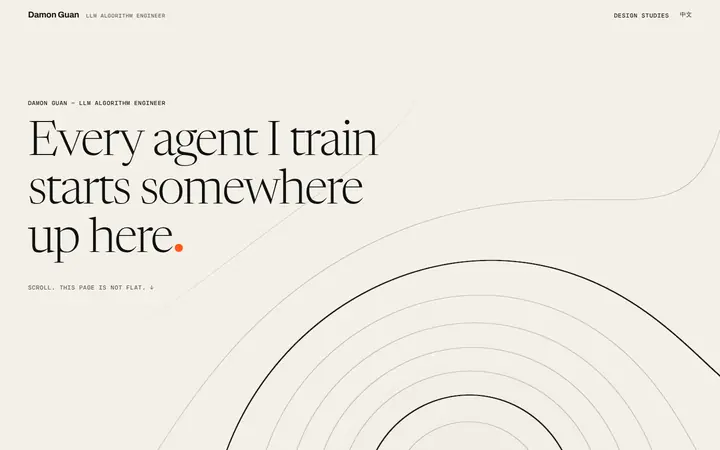 Damon Guan LLM ALGORITHM ENGINEER
DESIGN STUDIES 中文
DAMON GUAN — LLM ALGORITHM ENGINEER
Every agent I train
starts somewhere
up here.
SCROLL. THIS PAGE IS NOT FLAT. ↓